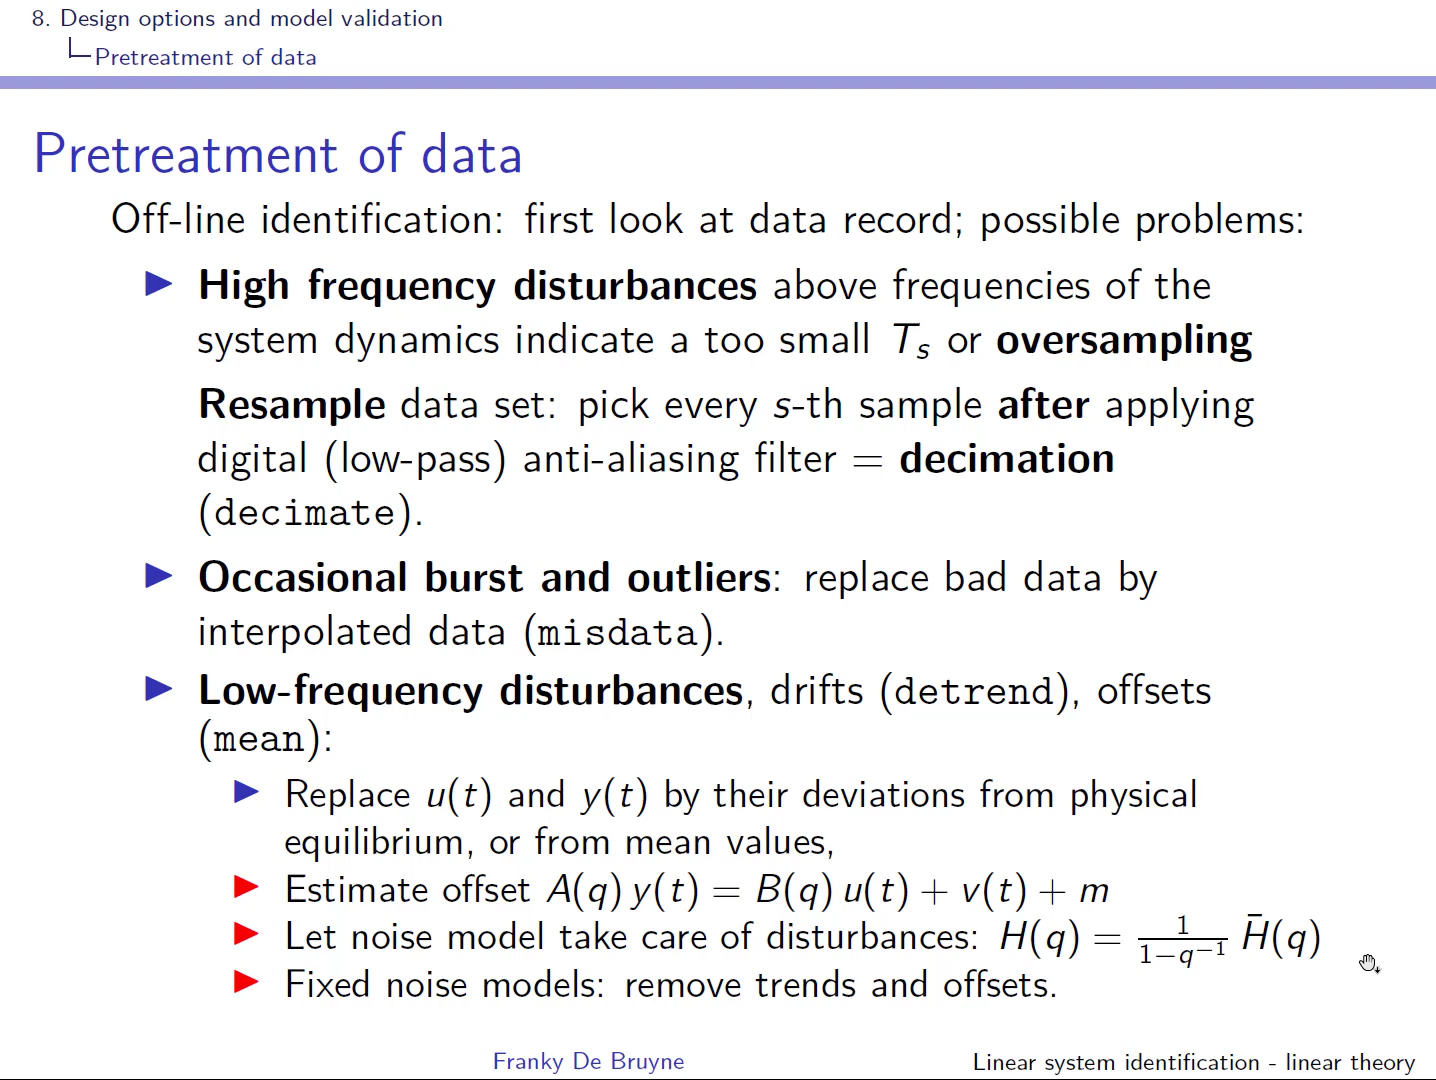 8. Design options and model validation
Pretreatment of data
Pretreatment of data
Off-line identification: first look at data record; possible problems:
High frequency disturbances above frequencies of the
system dynamics indicate a too small T_s or oversampling
Resample data set: pick every s-th sample after applying
digital (low-pass) anti-aliasing filter = decimation
(decimate).
Occasional burst and outliers: replace bad data by
interpolated data (misdata).
Low-frequency disturbances, drifts (detrend), offsets
(mean):
Replace u(t) and y(t) by their deviations from physical
equilibrium, or from mean values,
Estimate offset A(q) y(t) = B(q) u(t) + v(t) + m
Let noise model take care of disturbances: H(q) = \frac{1}{1−q^{−1}} \bar{H}(q)
Fixed noise models: remove trends and offsets.
Franky De Bruyne
Linear system identification - linear theory